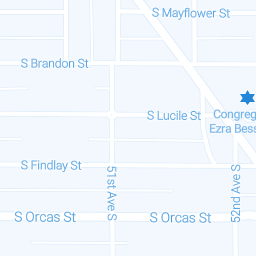 S Mayflower St
S Brandon St
S Lucile St
Congreg
Ezra Bess
S Findlay St
51st Ave S
52nd Ave S
S Orcas St
S Orcas St